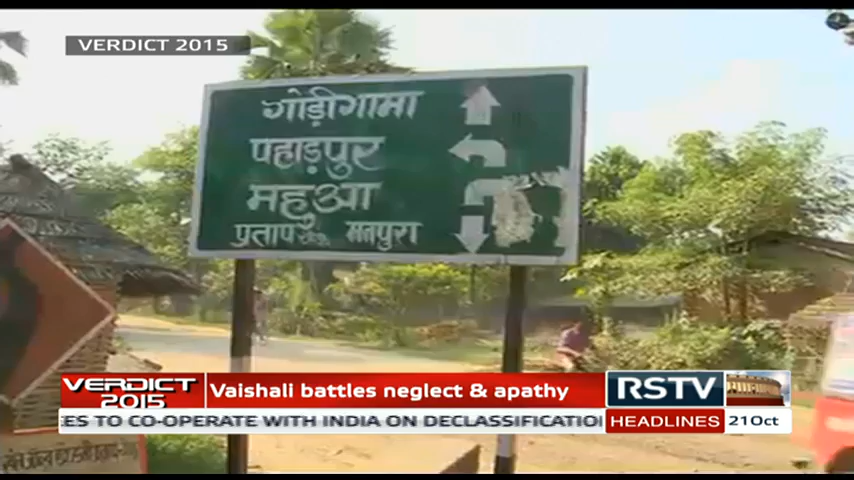 VERDICT 2015
गोड़ीगामा
पहाड़पुर
महुआ
प्रताप
VERDICT 2015
Vaishali battles neglect & apathy
RSTV
ES TO CO-OPERATE WITH INDIA ON DECLASSIFICATIO
HEADLINES
21Oct